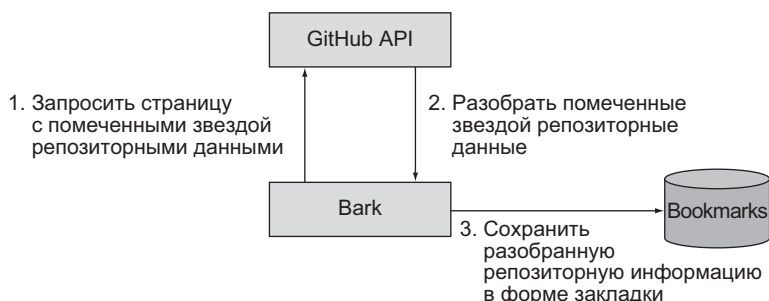 GitHub API
1. Запросить страницу
с помеченными звездой
репозиторными данными
2. Разобрать помеченные
звездой репозиторные
данные
Bark
Bookmarks
3. Сохранить
разобранную
репозиторную информацию
в форме закладки